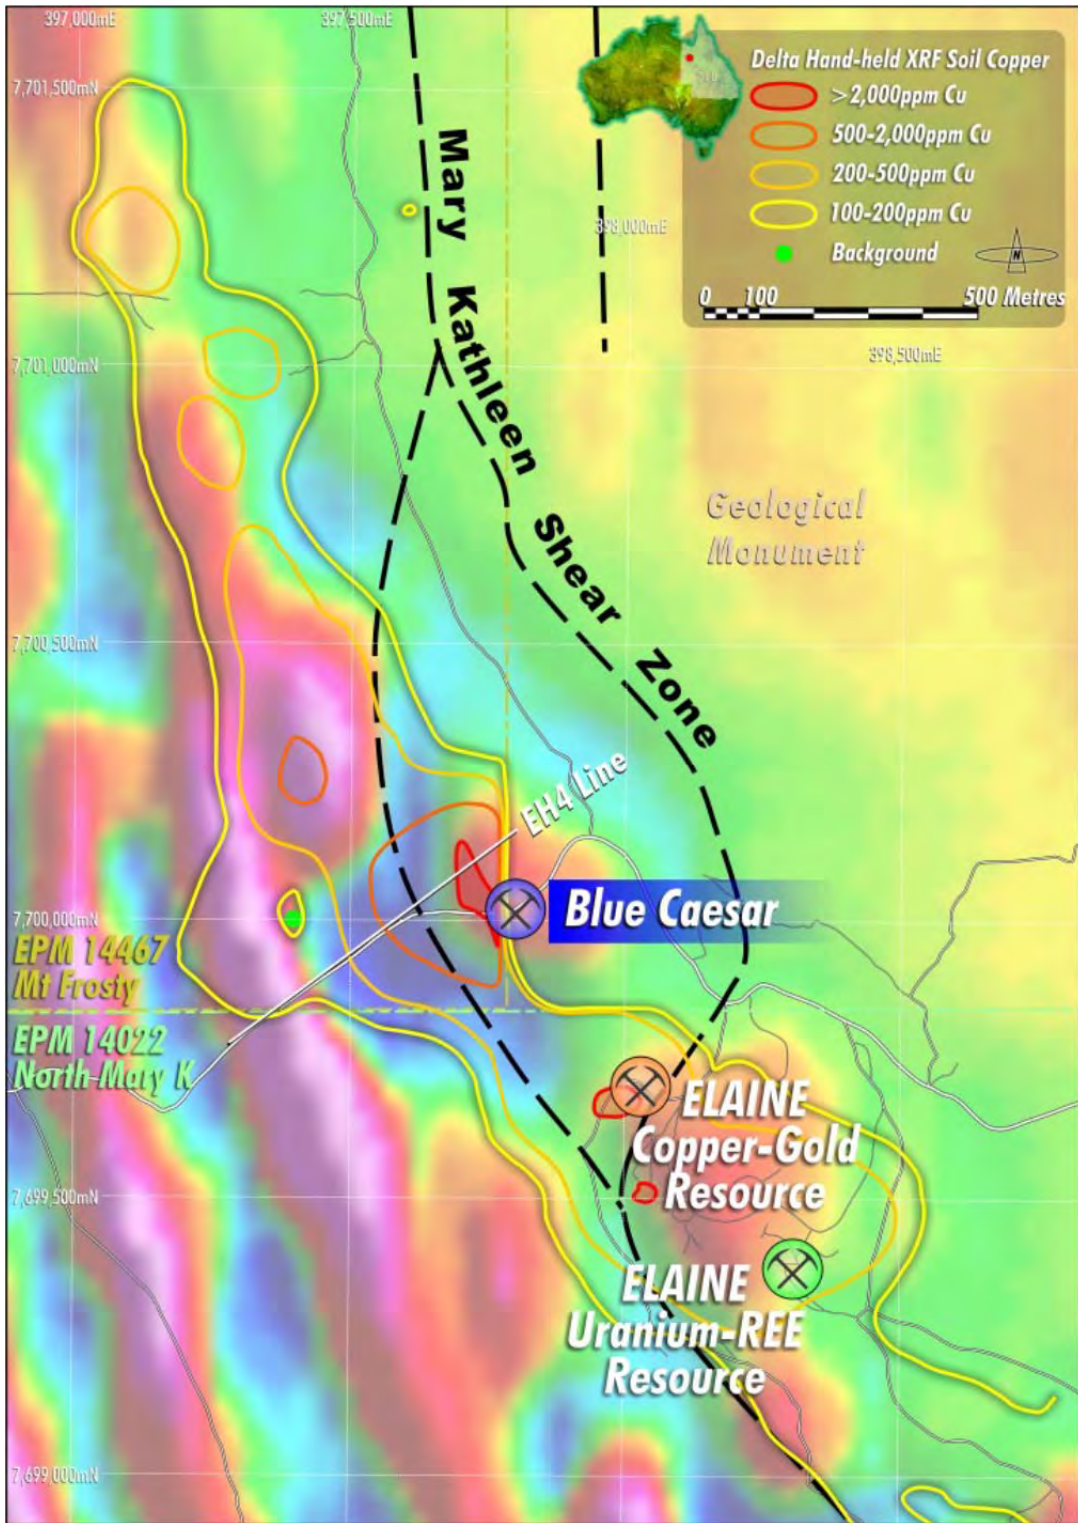 397,000mE
397,500mE
7,701,500mN
Delta Hand-held XRF Soil Copper
>2,000ppm Cu
500-2,000ppm Cu
200-500ppm Cu
100-200ppm Cu
Background
N
0 100 500 Metres
398,000mE
398,500mE
7,701,000mN
Mary Kathleen Shear Zone
Geological
Monument
7,700,500mN
EH4 Line
Blue Caesar
7,700,000mN
EPM 14467
Mt Frosty
EPM 14022
North Mary K
ELAINE
Copper-Gold
Resource
7,699,500mN
ELAINE
Uranium-REE
Resource
7,699,000mN